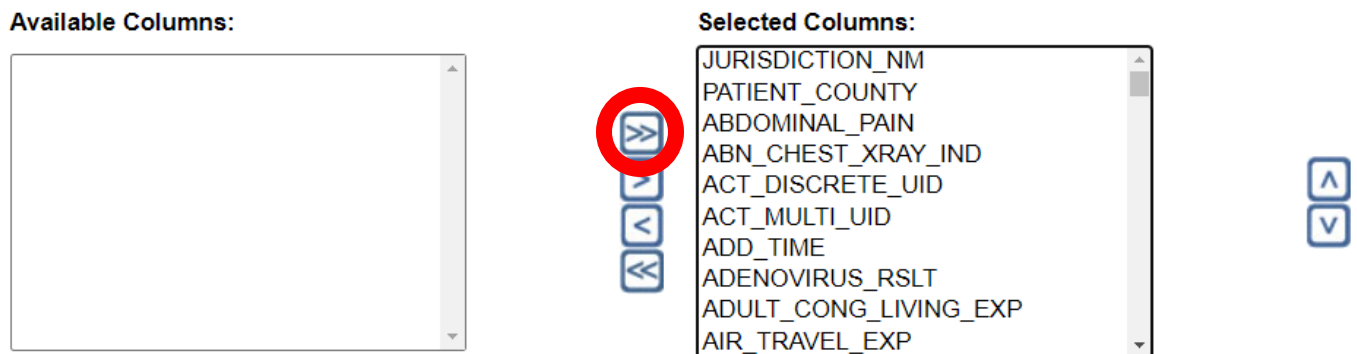 Available Columns:
Selected Columns:
JURISDICTION_NM
PATIENT_COUNTY
ABDOMINAL_PAIN
ABN_CHEST_XRAY_IND
ACT_DISCRETE_UID
ACT_MULTI_UID
ADD_TIME
ADENOVIRUS_RSLT
ADULT_CONG_LIVING_EXP
AIR_TRAVEL_EXP
>>
>
<
<<